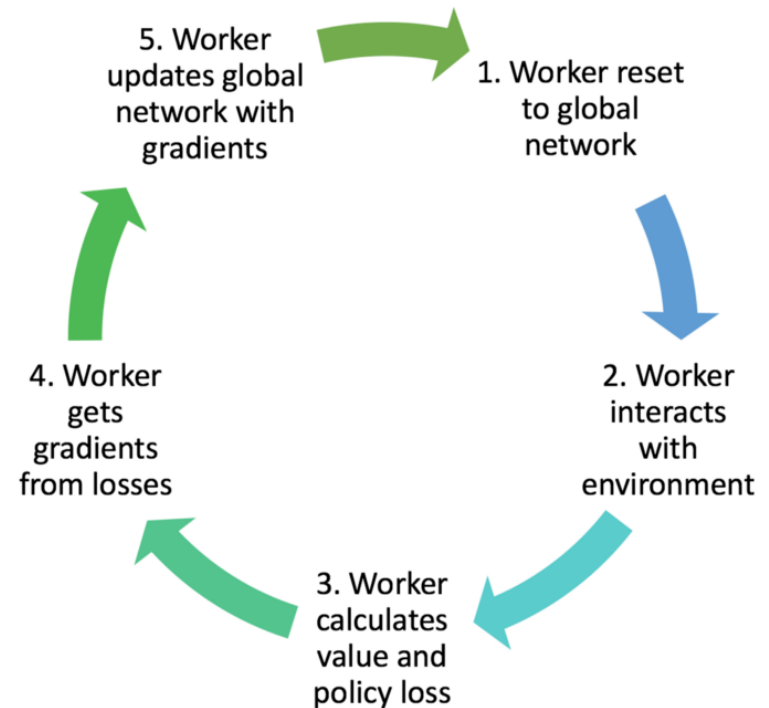 1. Worker reset
to global
network
2. Worker
interacts
with
environment
3. Worker
calculates
value and
policy loss
4. Worker
gets
gradients
from losses
5. Worker
updates global
network with
gradients